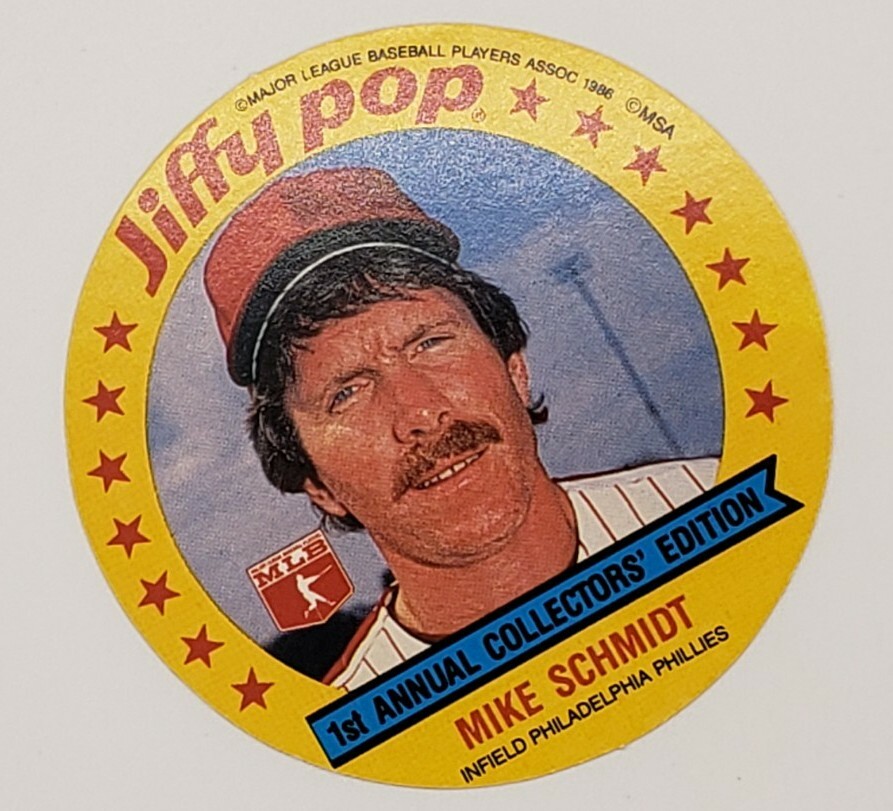 ©MAJOR LEAGUE BASEBALL PLAYERS ASSOC 1986 ©MSA
Jiffy pop®
MLB
1st ANNUAL COLLECTORS' EDITION
MIKE SCHMIDT
INFIELD PHILADELPHIA PHILLIES